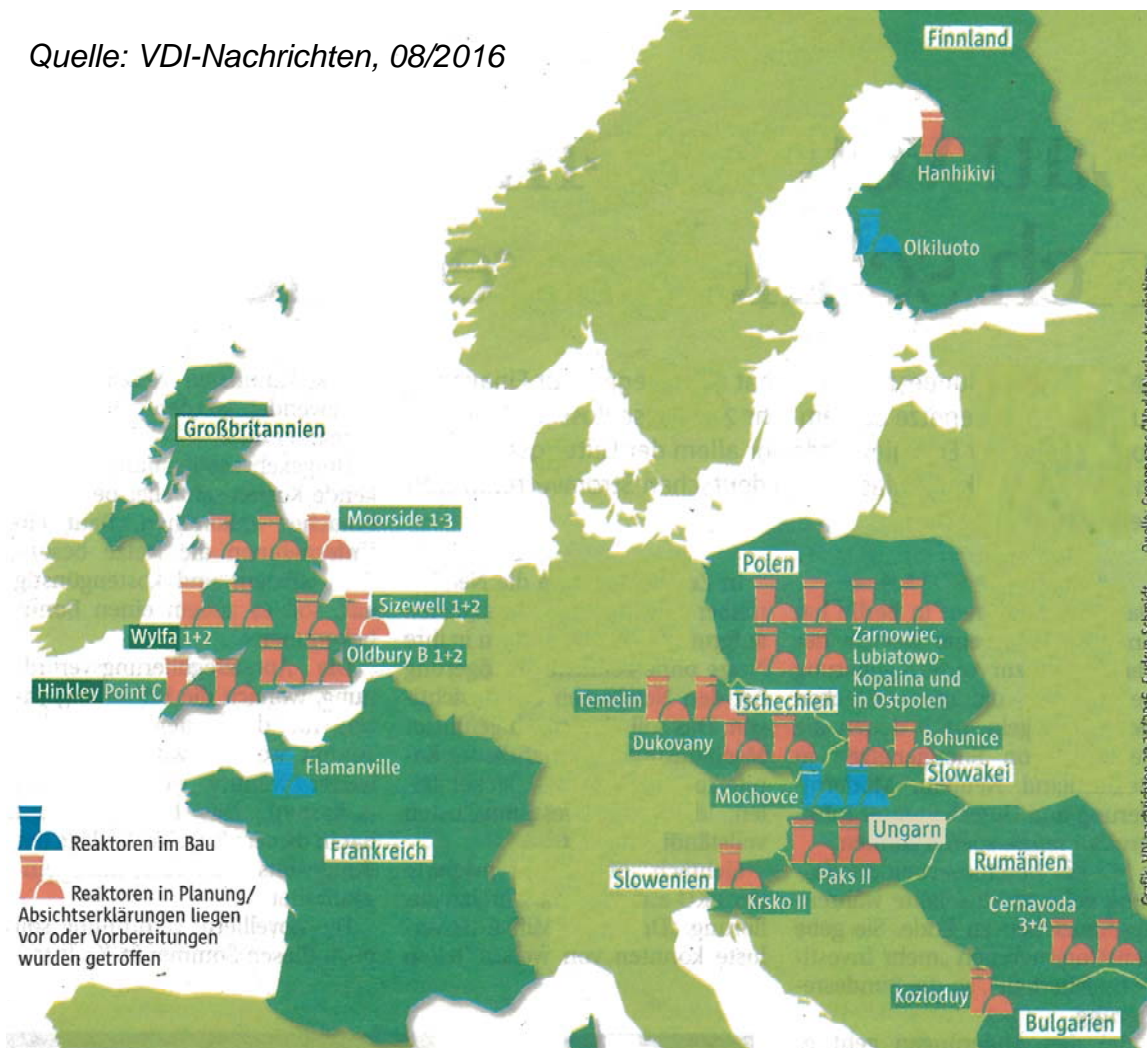 Quelle: VDI-Nachrichten, 08/2016
Finnland
Hanhikivi
Olkiluoto
Großbritannien
Moorside 1-3
Sizewell 1+2
Wylfa 1+2
Oldbury B 1+2
Hinkley Point C
Polen
Zarnowiec,
Lubiatowo-
Kopalina und
in Ostpolen
Temelin
Tschechien
Dukovany
Bohunice
Slowakei
Mochovce
Flamanville
Ungarn
Frankreich
Paks II
Rumänien
Slowenien
Krsko II
Cernavoda
3+4
Kozloduy
Bulgarien
Reaktoren im Bau
Reaktoren in Planung/
Absichtserklärungen liegen
vor oder Vorbereitungen
wurden getroffen